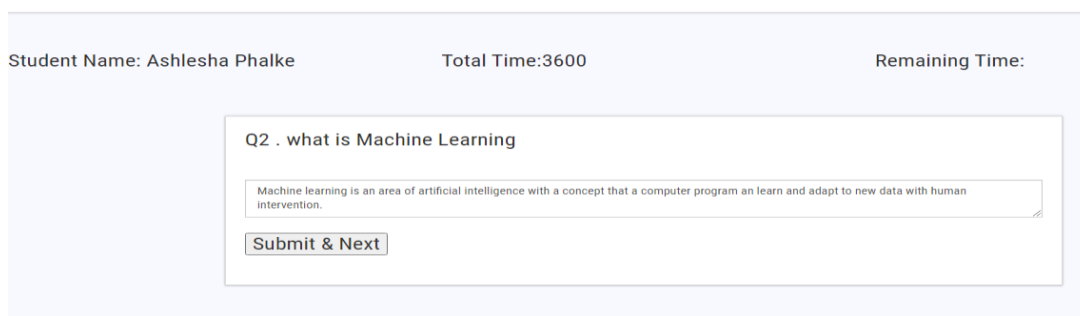 Student Name: Ashlesha Phalke Total Time:3600 Remaining Time:
Q2 . what is Machine Learning
Machine learning is an area of artificial intelligence with a concept that a computer program an learn and adapt to new data with human
intervention.
Submit & Next